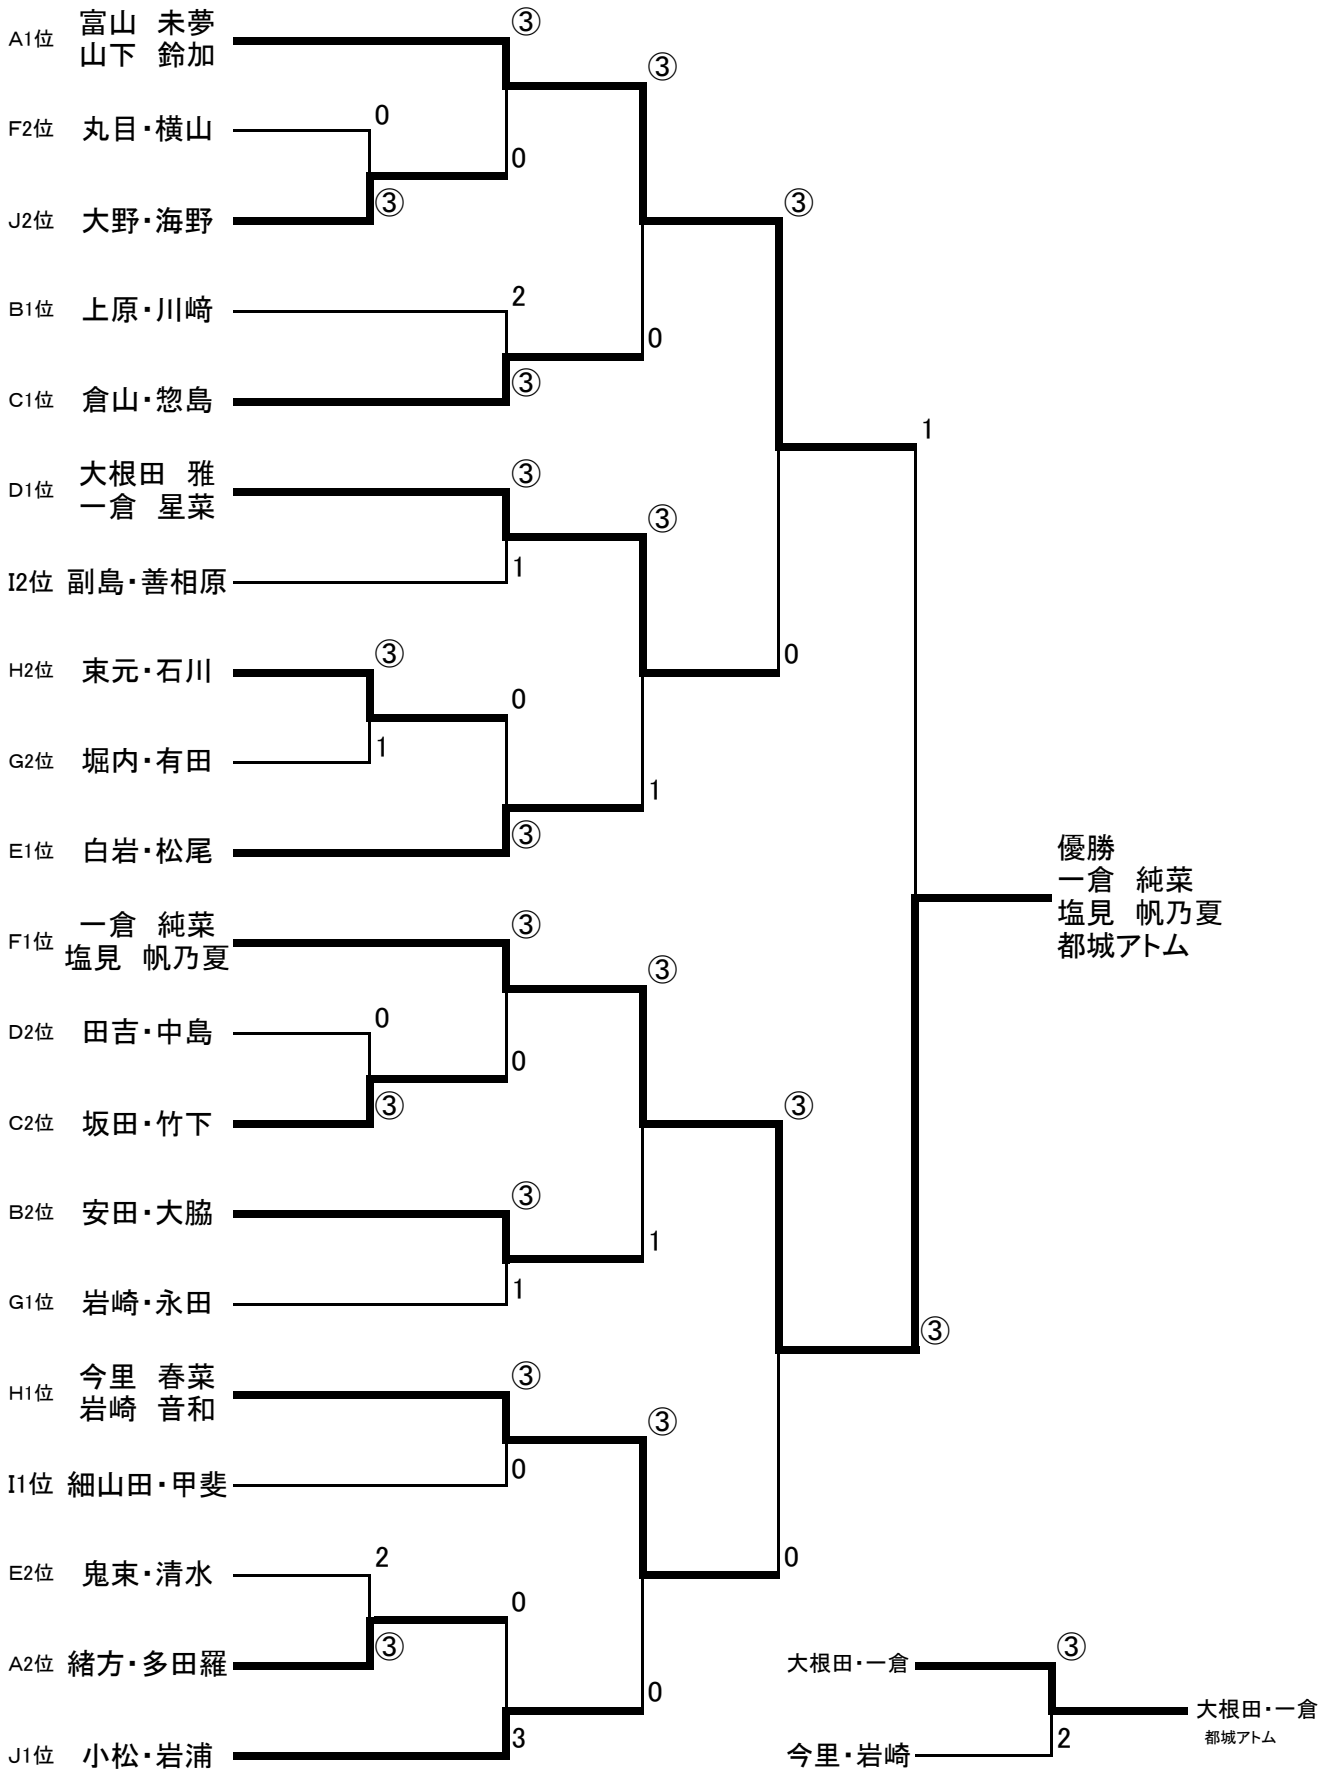 A1位 富山　未夢
山下　鈴加
③
③
F2位 丸目・横山
0
0
J2位 大野・海野
③
③
B1位 上原・川﨑
2
0
C1位 倉山・惣島
③
1
D1位 大根田　雅
一倉　星菜
③
③
I2位 副島・善相原
1
H2位 東元・石川
③
0
0
G2位 堀内・有田
1
1
E1位 白岩・松尾
③
優勝
一倉　純菜
塩見　帆乃夏
都城アトム
F1位 一倉　純菜
塩見　帆乃夏
③
③
D2位 田吉・中島
0
0
C2位 坂田・竹下
③
③
B2位 安田・大脇
③
1
G1位 岩崎・永田
1
③
H1位 今里　春菜
岩崎　音和
③
③
I1位 細山田・甲斐
0
E2位 鬼束・清水
2
0
0
A2位 緒方・多田羅
③
0
J1位 小松・岩浦
3
大根田・一倉
③
大根田・一倉
都城アトム
今里・岩崎
2